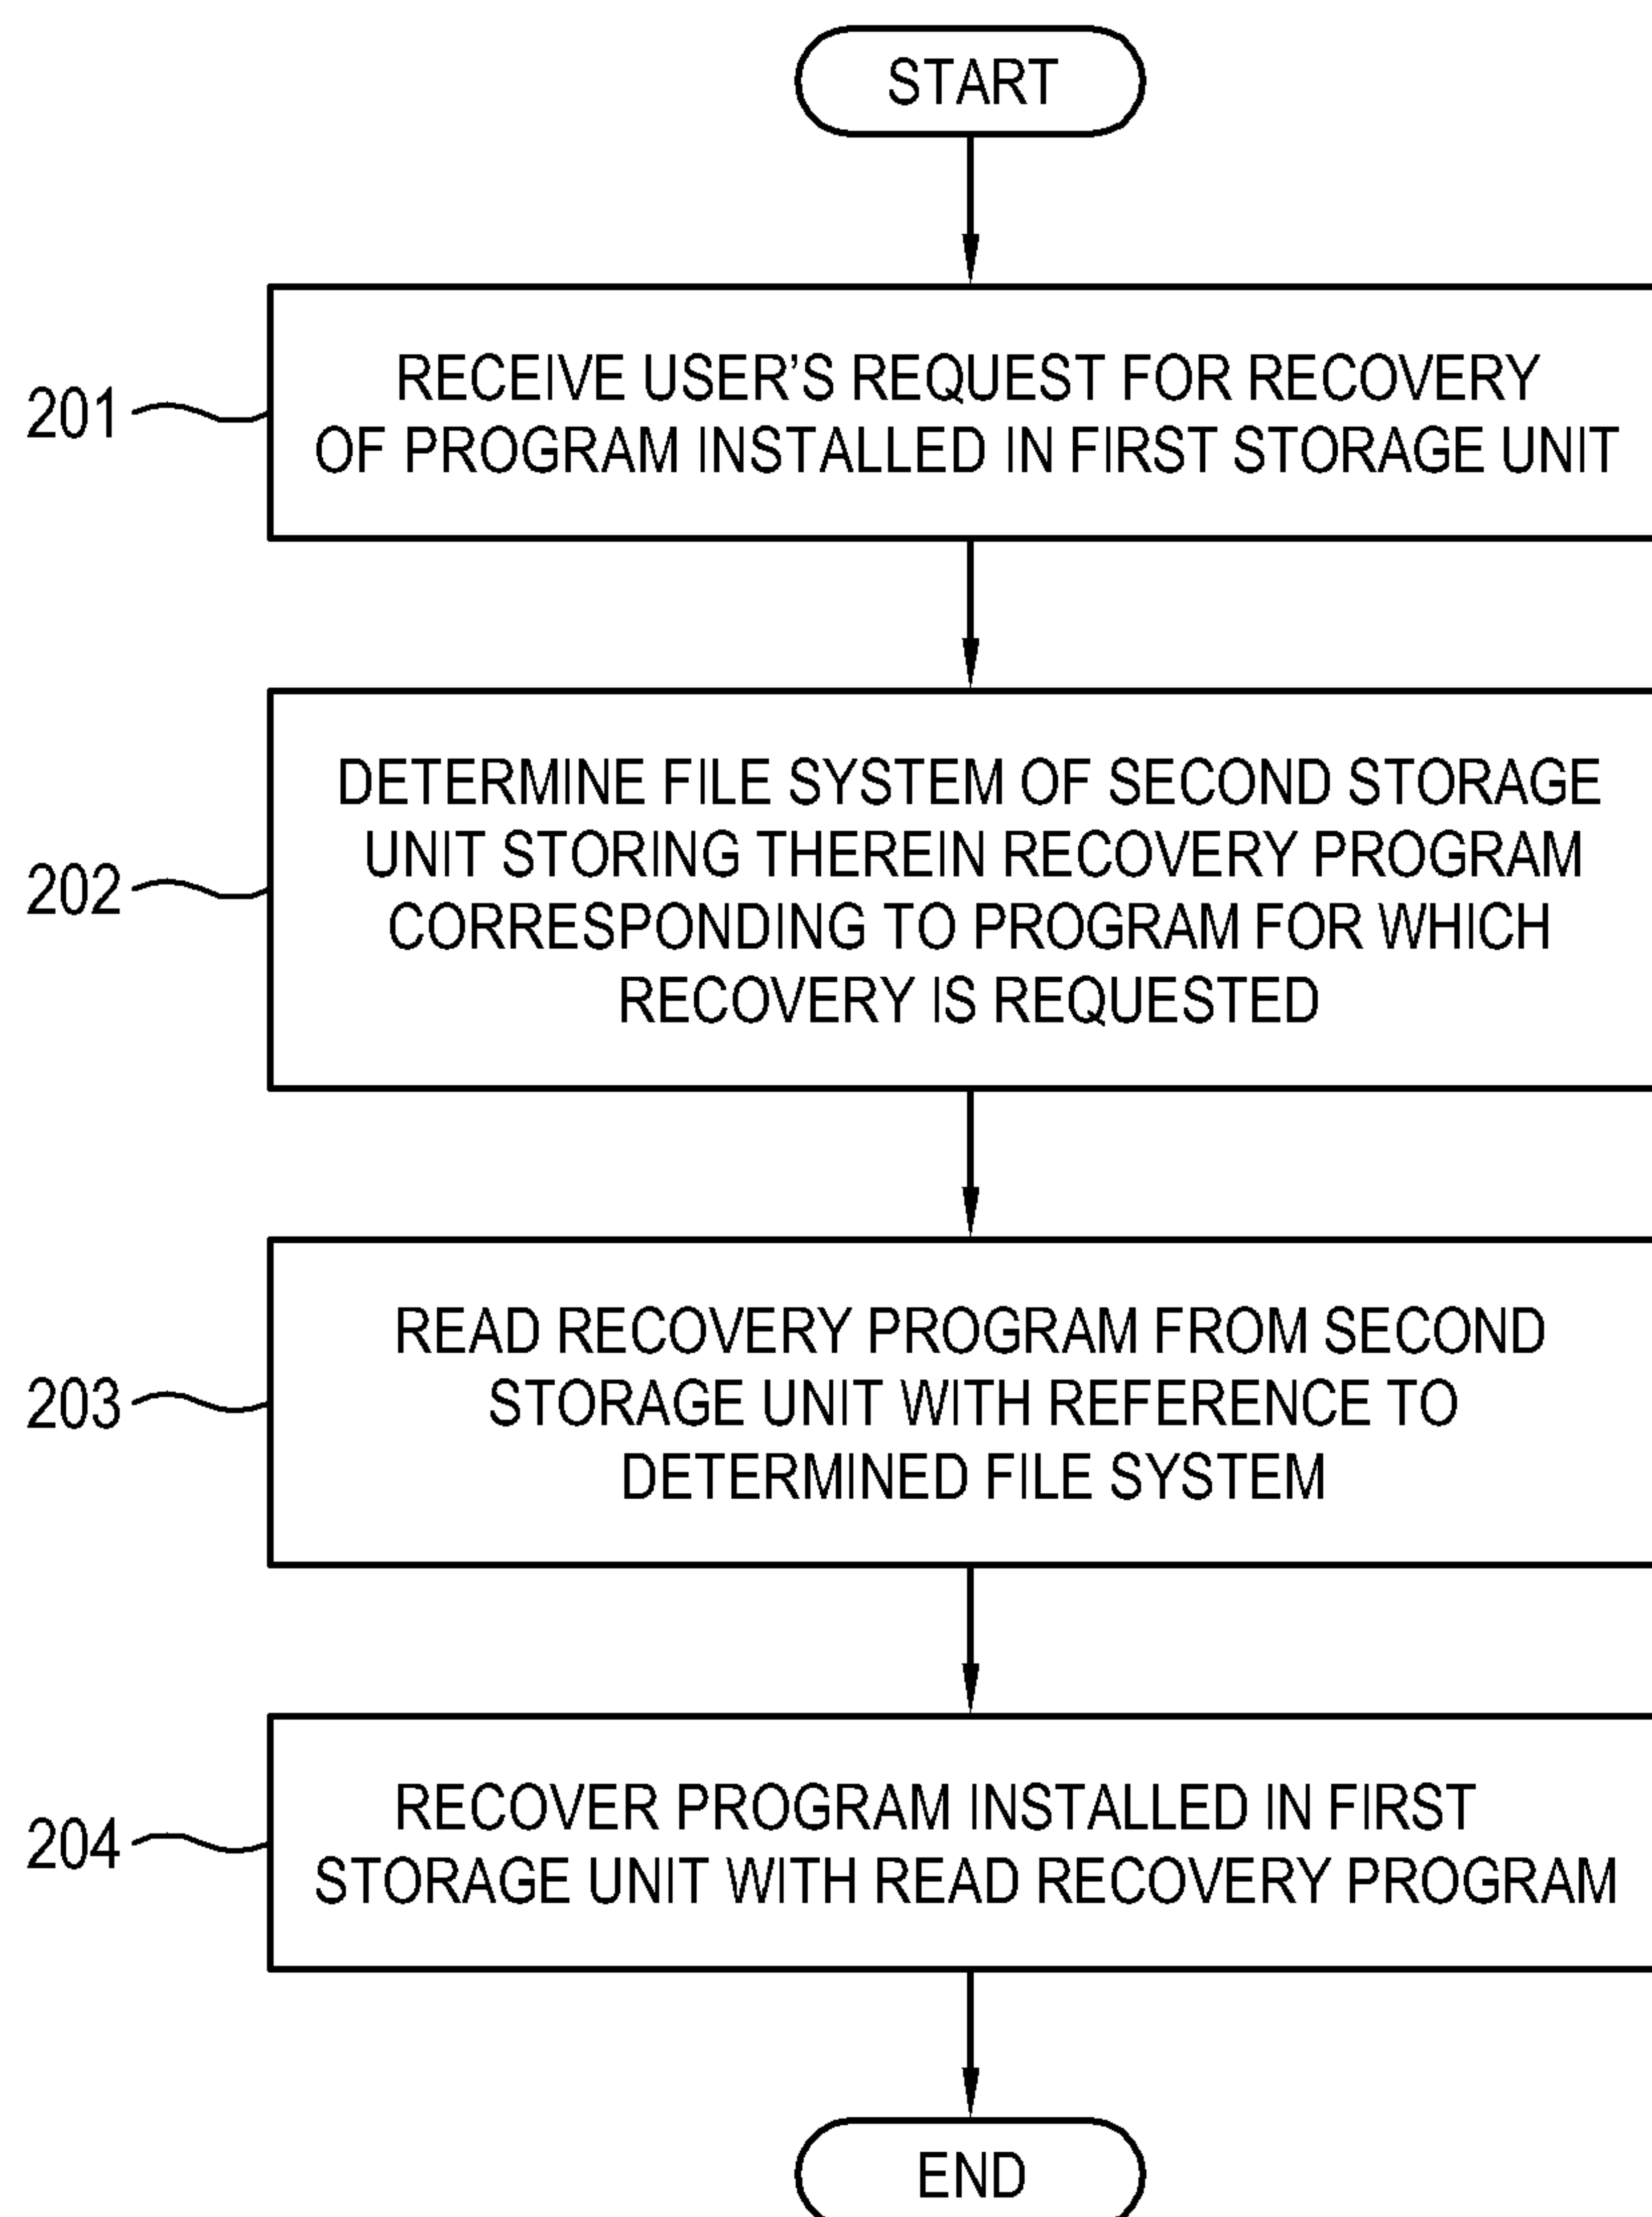 START
201
RECEIVE USER'S REQUEST FOR RECOVERY
OF PROGRAM INSTALLED IN FIRST STORAGE UNIT
202
DETERMINE FILE SYSTEM OF SECOND STORAGE
UNIT STORING THEREIN RECOVERY PROGRAM
CORRESPONDING TO PROGRAM FOR WHICH
RECOVERY IS REQUESTED
203
READ RECOVERY PROGRAM FROM SECOND
STORAGE UNIT WITH REFERENCE TO
DETERMINED FILE SYSTEM
204
RECOVER PROGRAM INSTALLED IN FIRST
STORAGE UNIT WITH READ RECOVERY PROGRAM
END